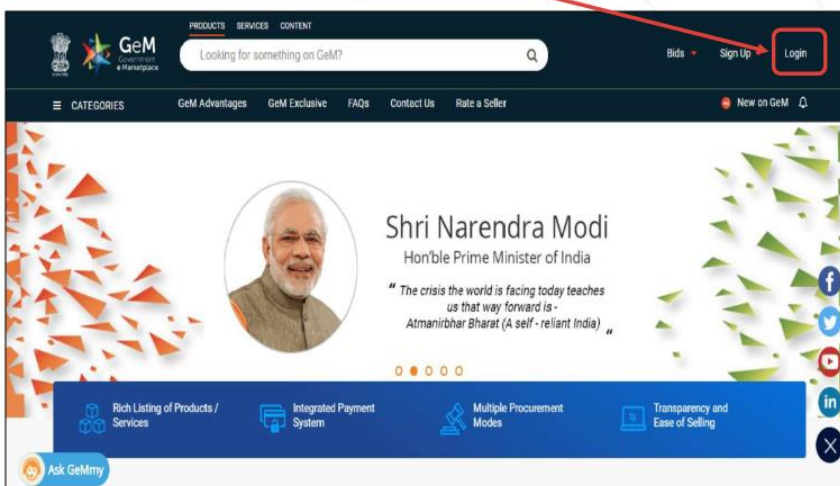 PRODUCTS SERVICES CONTENT
GeM
Government
e Marketplace
Looking for something on GeM?
Bids
Sign Up
Login
CATEGORIES
GeM Advantages
GeM Exclusive
FAQs
Contact Us
Rate a Seller
New on GeM
Shri Narendra Modi
Hon'ble Prime Minister of India
“ The crisis the world is facing today teaches
us that way forward is -
Atmanirbhar Bharat (A self - reliant India) „
Rich Listing of Products /
Services
Integrated Payment
System
Multiple Procurement
Modes
Transparency and
Ease of Selling
Ask GeMmy
f
in